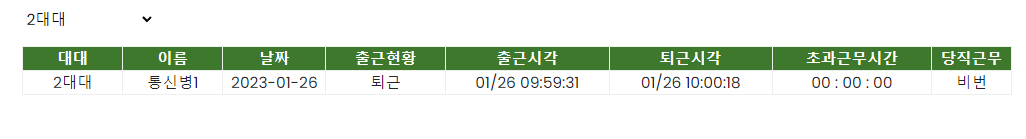 2대대
대대 이름 날짜 출근현황 출근시각 퇴근시각 초과근무시간 당직근무
2대대 통신병1 2023-01-26 퇴근 01/26 09:59:31 01/26 10:00:18 00 : 00 : 00 비번